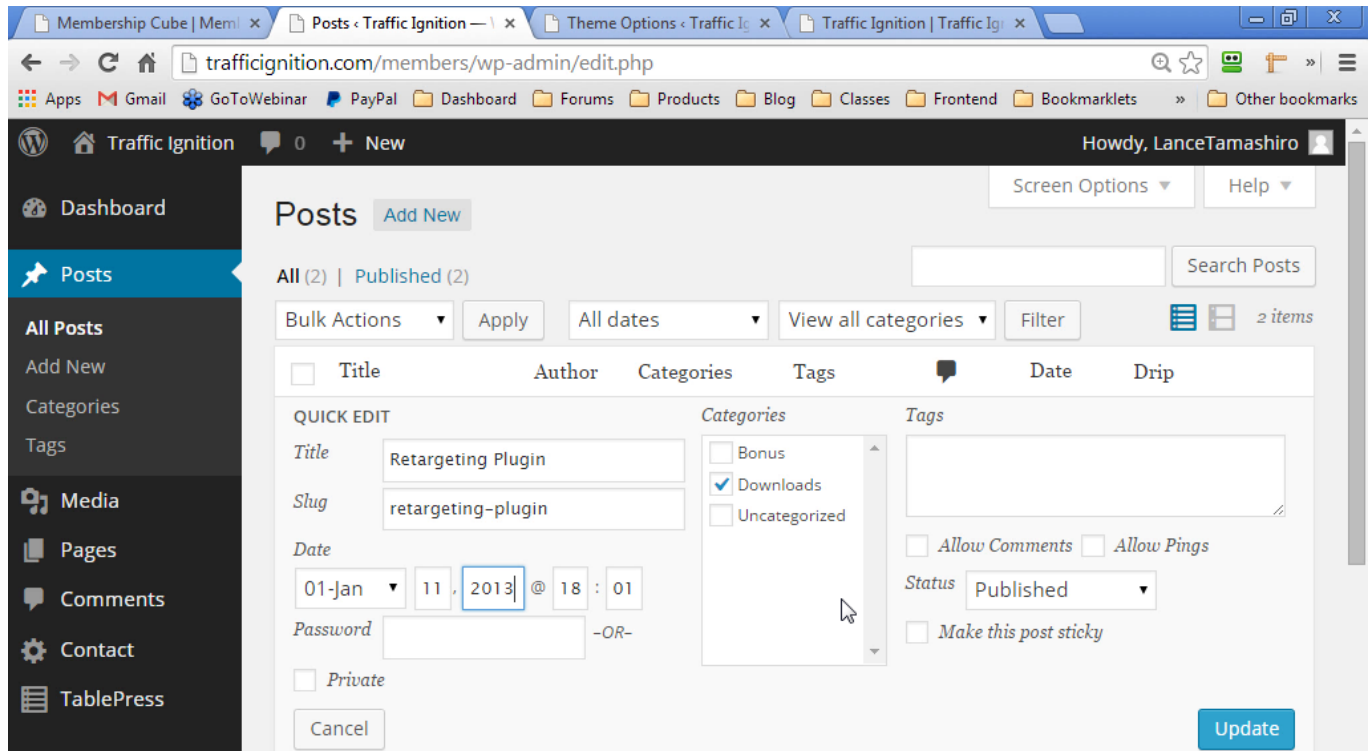 Membership Cube | Meml
Posts ‹ Traffic Ignition — \
Theme Options ‹ Traffic Ig
Traffic Ignition | Traffic Ign
trafficignition.com/members/wp-admin/edit.php
Apps Gmail GoToWebinar PayPal Dashboard Forums Products Blog Classes Frontend Bookmarklets » Other bookmarks
Traffic Ignition 0 + New Howdy, LanceTamashiro
Screen Options ▼ Help ▼
Dashboard
Posts
All Posts
Add New
Categories
Tags
Media
Pages
Comments
Contact
TablePress
Posts Add New
All (2) | Published (2)
Search Posts
Bulk Actions Apply All dates View all categories Filter 2 items
Title Author Categories Tags Date Drip
QUICK EDIT
Title Retargeting Plugin
Slug retargeting-plugin
Date
01-Jan 11 , 2013 @ 18 : 01
Password –OR–
Private
Cancel
Categories
Bonus
Downloads
Uncategorized
Tags
Allow Comments Allow Pings
Status Published
Make this post sticky
Update